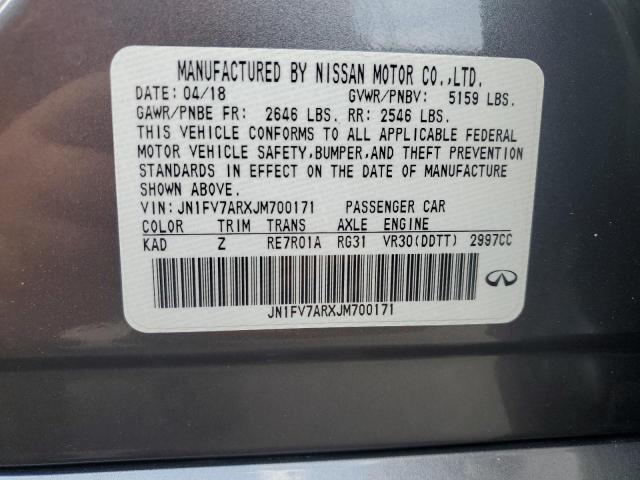 MANUFACTURED BY NISSAN MOTOR CO.,LTD.
DATE: 04/18 GVWR/PNBV: 5159 LBS.
GAWR/PNBE FR: 2646 LBS. RR: 2546 LBS.
THIS VEHICLE CONFORMS TO ALL APPLICABLE FEDERAL
MOTOR VEHICLE SAFETY,BUMPER,AND THEFT PREVENTION
STANDARDS IN EFFECT ON THE DATE OF MANUFACTURE
SHOWN ABOVE.
VIN:JN1FV7ARXJM700171 PASSENGER CAR
COLOR TRIM TRANS AXLE ENGINE
KAD Z RE7R01A RG31 VR30(DDTT) 2997CC
JN1FV7ARXJM700171